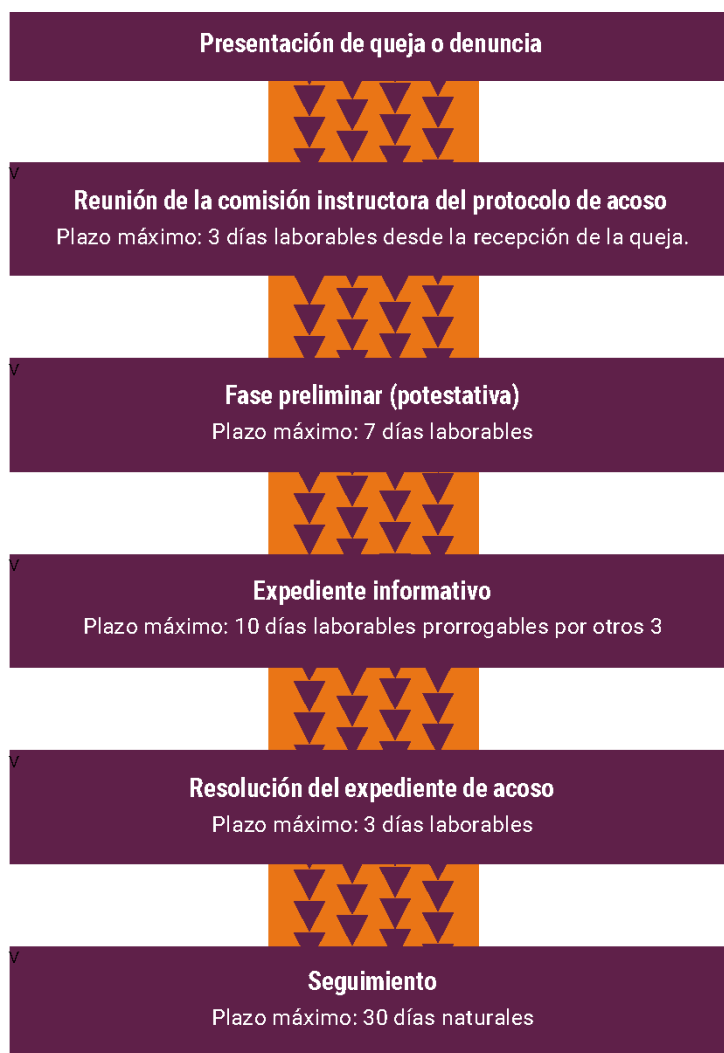 Presentación de queja o denuncia
V
Reunión de la comisión instructora del protocolo de acoso
Plazo máximo: 3 días laborables desde la recepción de la queja.
V
Fase preliminar (potestativa)
Plazo máximo: 7 días laborables
V
Expediente informativo
Plazo máximo: 10 días laborables prorrogables por otros 3
V
Resolución del expediente de acoso
Plazo máximo: 3 días laborables
V
Seguimiento
Plazo máximo: 30 días naturales